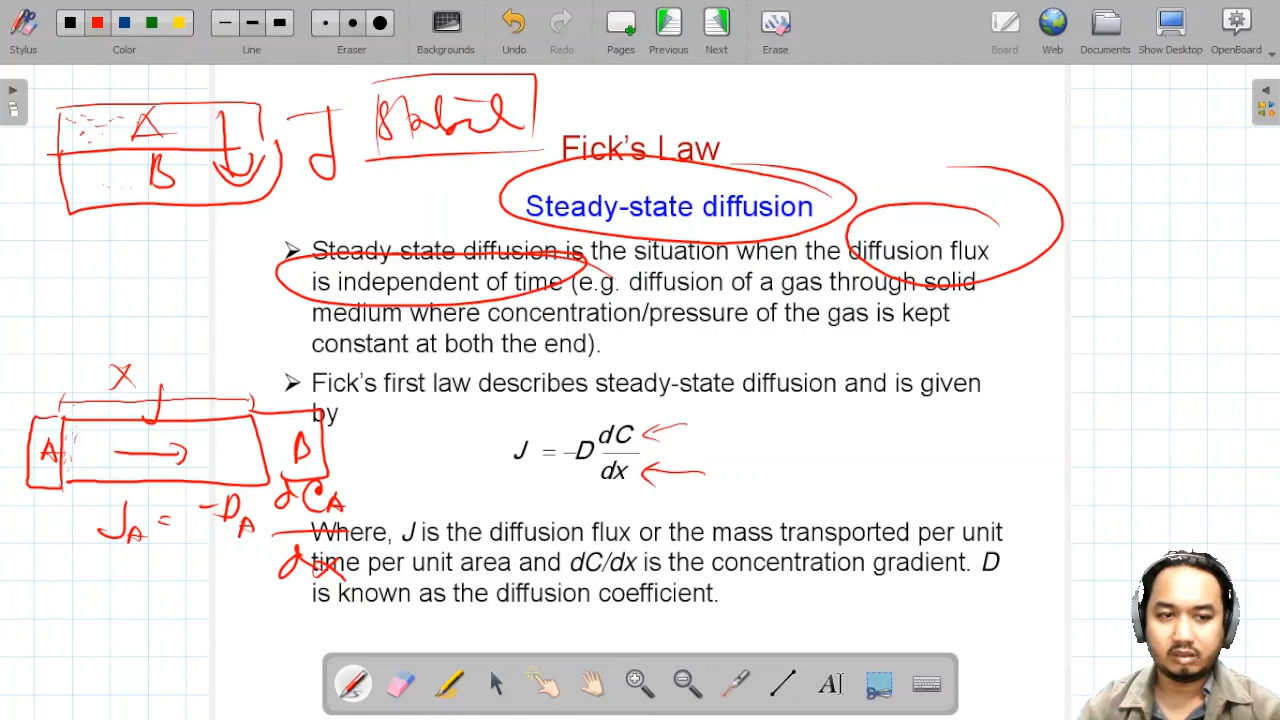 Stylus
Color
Line
Eraser
Backgrounds
Undo
Redo
Pages
Previous
Next
Erase
Board
Web
Documents
Show Desktop
OpenBoard
A
B
J
Fick's Law
Steady-state diffusion
➤ Steady-state diffusion is the situation when the diffusion flux
is independent of time (e.g. diffusion of a gas through solid
medium where concentration/pressure of the gas is kept
constant at both the end).
➤ Fick's first law describes steady-state diffusion and is given
by
J = –D dC/dx
Where, J is the diffusion flux or the mass transported per unit
time per unit area and dC/dx is the concentration gradient. D
is known as the diffusion coefficient.
x
J
A
B
J_A = -D_A dC_A/dx
AI